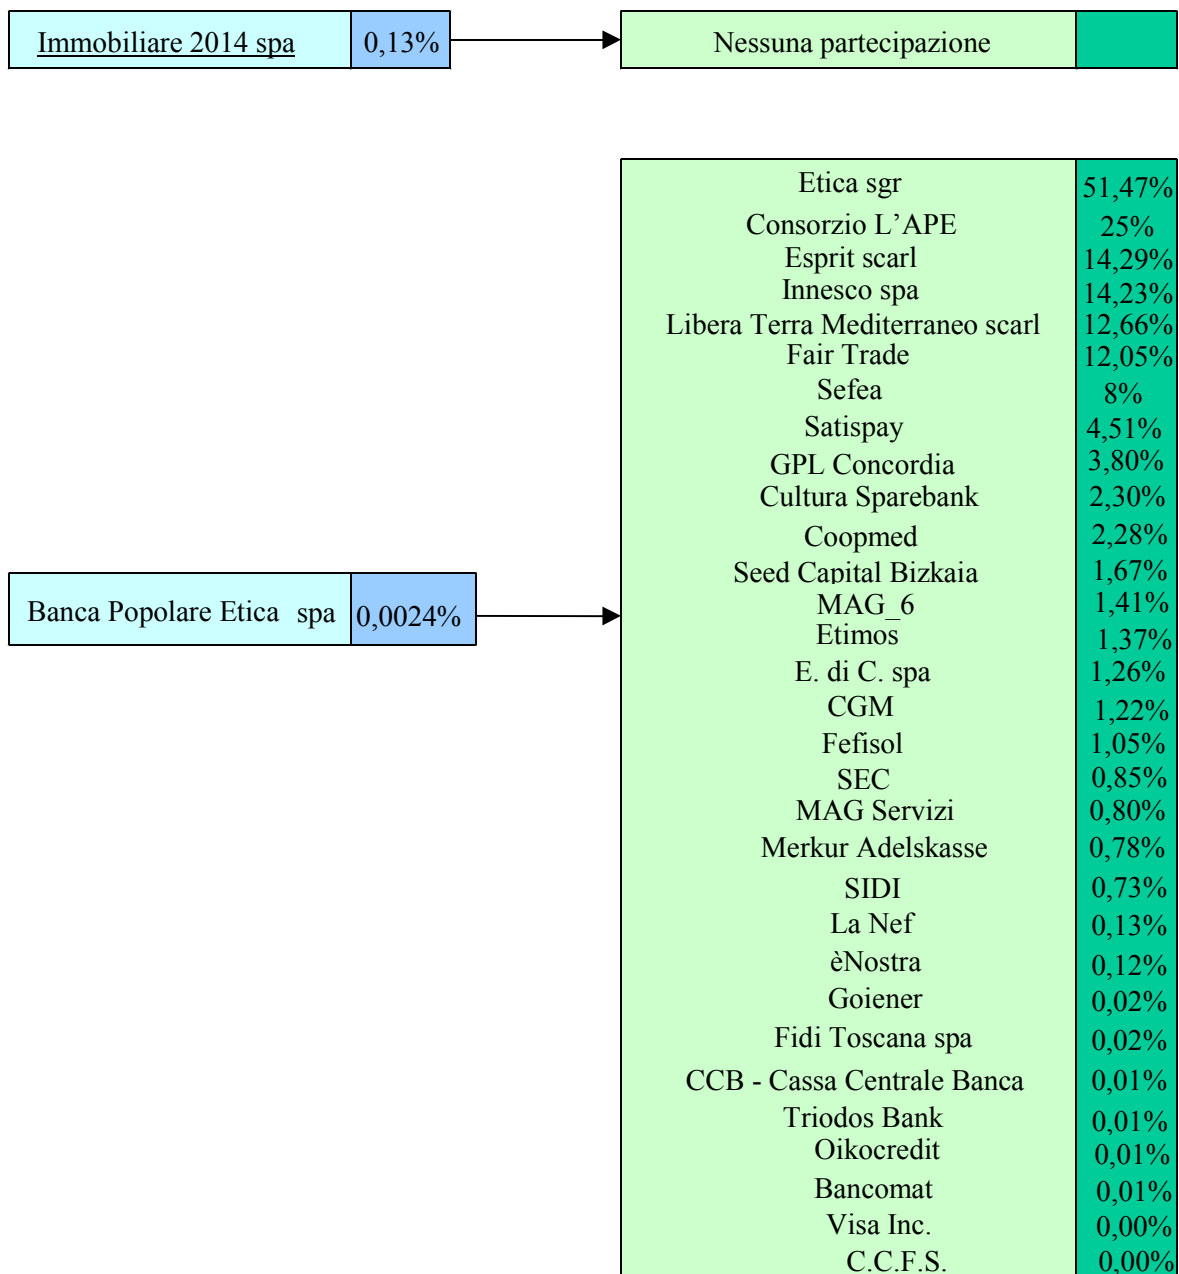 Immobiliare 2014 spa 0,13% Nessuna partecipazione
Etica sgr 51,47%
Consorzio L’APE 25%
Esprit scarl 14,29%
Innesco spa 14,23%
Libera Terra Mediterraneo scarl 12,66%
Fair Trade 12,05%
Sefea 8%
Satispay 4,51%
GPL Concordia 3,80%
Cultura Sparebank 2,30%
Coopmed 2,28%
Seed Capital Bizkaia 1,67%
Banca Popolare Etica spa 0,0024%
MAG_6 1,41%
Etimos 1,37%
E. di C. spa 1,26%
CGM 1,22%
Fefisol 1,05%
SEC 0,85%
MAG Servizi 0,80%
Merkur Adelskasse 0,78%
SIDI 0,73%
La Nef 0,13%
èNostra 0,12%
Goiener 0,02%
Fidi Toscana spa 0,02%
CCB - Cassa Centrale Banca 0,01%
Triodos Bank 0,01%
Oikocredit 0,01%
Bancomat 0,01%
Visa Inc. 0,00%
C.C.F.S. 0,00%